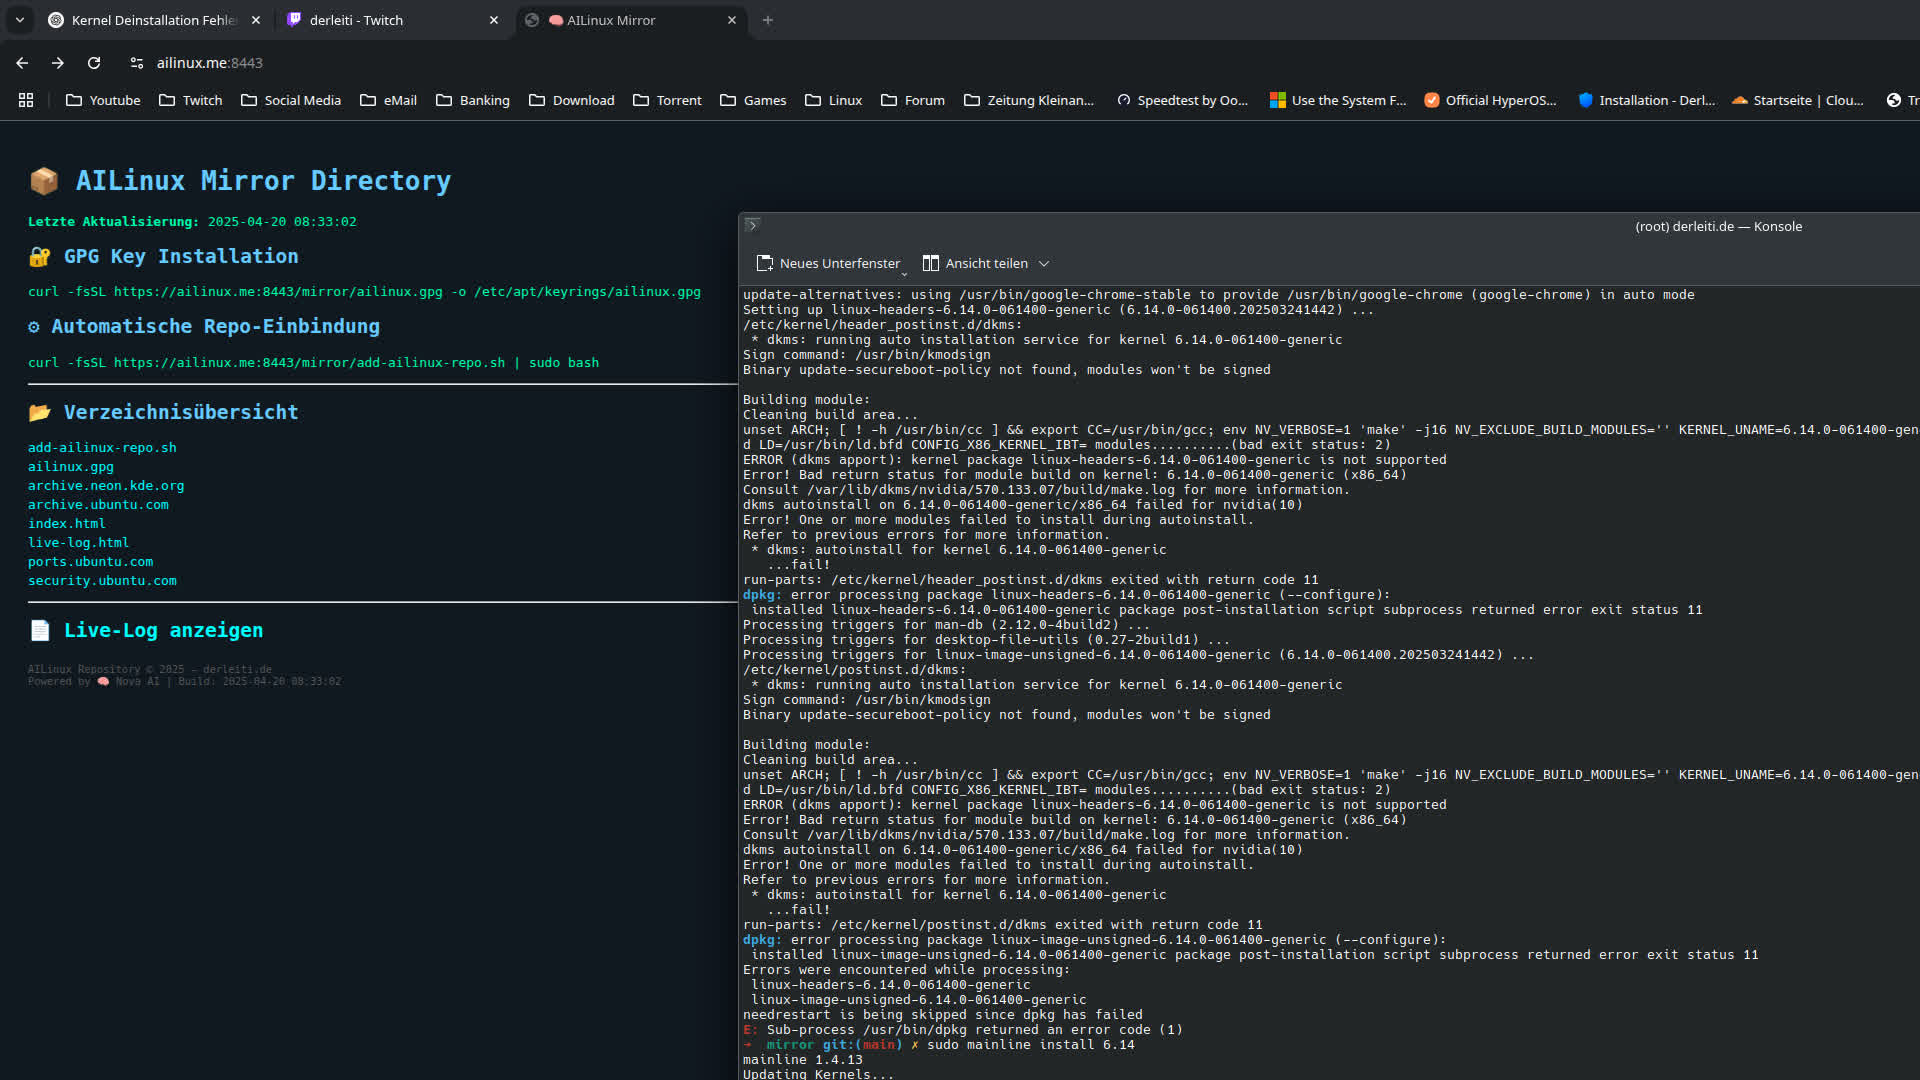 Kernel Deinstallation Fehle
derleiti - Twitch
AILinux Mirror
ailinux.me:8443
Youtube
Twitch
Social Media
eMail
Banking
Download
Torrent
Games
Linux
Forum
Zeitung Kleinan...
Speedtest by Oo...
Use the System F...
Official HyperOS...
Installation - Derl...
Startseite | Clou...
Tr
AILinux Mirror Directory
Letzte Aktualisierung: 2025-04-20 08:33:02
GPG Key Installation
curl -fsSL https://ailinux.me:8443/mirror/ailinux.gpg -o /etc/apt/keyrings/ailinux.gpg
Automatische Repo-Einbindung
curl -fsSL https://ailinux.me:8443/mirror/add-ailinux-repo.sh | sudo bash
Verzeichnisübersicht
add-ailinux-repo.sh
ailinux.gpg
archive.neon.kde.org
archive.ubuntu.com
index.html
live-log.html
ports.ubuntu.com
security.ubuntu.com
Live-Log anzeigen
AILinux Repository © 2025 — derleiti.de
Powered by 🧠 Nova AI | Build: 2025-04-20 08:33:02
(root) derleiti.de — Konsole
Neues Unterfenster
Ansicht teilen
update-alternatives: using /usr/bin/google-chrome-stable to provide /usr/bin/google-chrome (google-chrome) in auto mode
Setting up linux-headers-6.14.0-061400-generic (6.14.0-061400.202503241442) ...
/etc/kernel/header_postinst.d/dkms:
 * dkms: running auto installation service for kernel 6.14.0-061400-generic
Sign command: /usr/bin/kmodsign
Binary update-secureboot-policy not found, modules won't be signed
Building module:
Cleaning build area...
unset ARCH; [ ! -h /usr/bin/cc ] && export CC=/usr/bin/gcc; env NV_VERBOSE=1 'make' -j16 NV_EXCLUDE_BUILD_MODULES='' KERNEL_UNAME=6.14.0-061400-gen
d LD=/usr/bin/ld.bfd CONFIG_X86_KERNEL_IBT= modules..........(bad exit status: 2)
ERROR (dkms apport): kernel package linux-headers-6.14.0-061400-generic is not supported
Error! Bad return status for module build on kernel: 6.14.0-061400-generic (x86_64)
Consult /var/lib/dkms/nvidia/570.133.07/build/make.log for more information.
dkms autoinstall on 6.14.0-061400-generic/x86_64 failed for nvidia(10)
Error! One or more modules failed to install during autoinstall.
Refer to previous errors for more information.
 * dkms: autoinstall for kernel 6.14.0-061400-generic
   ...fail!
run-parts: /etc/kernel/header_postinst.d/dkms exited with return code 11
dpkg: error processing package linux-headers-6.14.0-061400-generic (--configure):
 installed linux-headers-6.14.0-061400-generic package post-installation script subprocess returned error exit status 11
Processing triggers for man-db (2.12.0-4build2) ...
Processing triggers for desktop-file-utils (0.27-2build1) ...
Processing triggers for linux-image-unsigned-6.14.0-061400-generic (6.14.0-061400.202503241442) ...
/etc/kernel/postinst.d/dkms:
 * dkms: running auto installation service for kernel 6.14.0-061400-generic
Sign command: /usr/bin/kmodsign
Binary update-secureboot-policy not found, modules won't be signed
Building module:
Cleaning build area...
unset ARCH; [ ! -h /usr/bin/cc ] && export CC=/usr/bin/gcc; env NV_VERBOSE=1 'make' -j16 NV_EXCLUDE_BUILD_MODULES='' KERNEL_UNAME=6.14.0-061400-gen
d LD=/usr/bin/ld.bfd CONFIG_X86_KERNEL_IBT= modules..........(bad exit status: 2)
ERROR (dkms apport): kernel package linux-headers-6.14.0-061400-generic is not supported
Error! Bad return status for module build on kernel: 6.14.0-061400-generic (x86_64)
Consult /var/lib/dkms/nvidia/570.133.07/build/make.log for more information.
dkms autoinstall on 6.14.0-061400-generic/x86_64 failed for nvidia(10)
Error! One or more modules failed to install during autoinstall.
Refer to previous errors for more information.
 * dkms: autoinstall for kernel 6.14.0-061400-generic
   ...fail!
run-parts: /etc/kernel/postinst.d/dkms exited with return code 11
dpkg: error processing package linux-image-unsigned-6.14.0-061400-generic (--configure):
 installed linux-image-unsigned-6.14.0-061400-generic package post-installation script subprocess returned error exit status 11
Errors were encountered while processing:
 linux-headers-6.14.0-061400-generic
 linux-image-unsigned-6.14.0-061400-generic
needrestart is being skipped since dpkg has failed
E: Sub-process /usr/bin/dpkg returned an error code (1)
→  mirror git:(main) ✗ sudo mainline install 6.14
mainline 1.4.13
Updating Kernels...